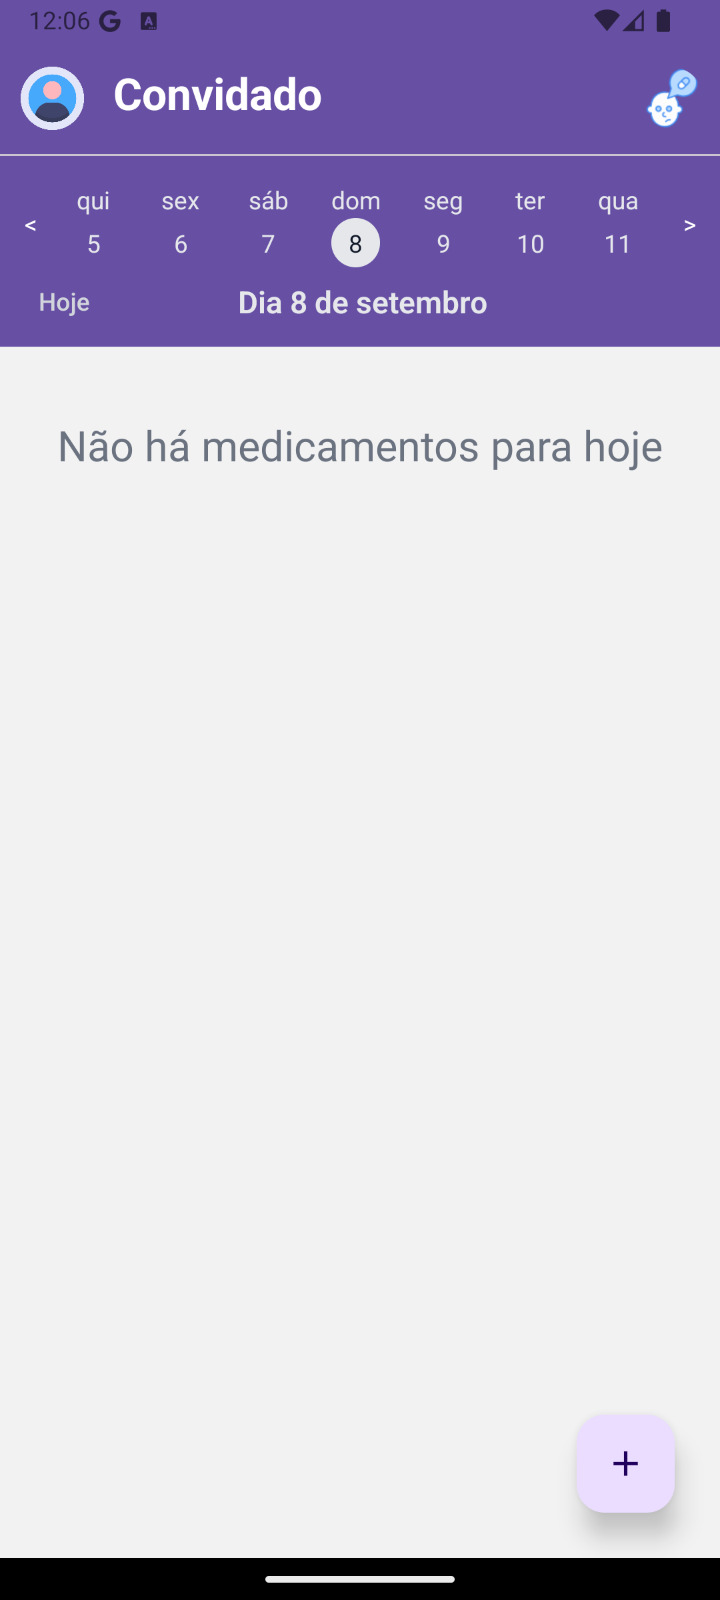 12:06
Convidado
qui sex sáb dom seg ter qua
< 5 6 7 8 9 10 11 >
Hoje Dia 8 de setembro
Não há medicamentos para hoje
+